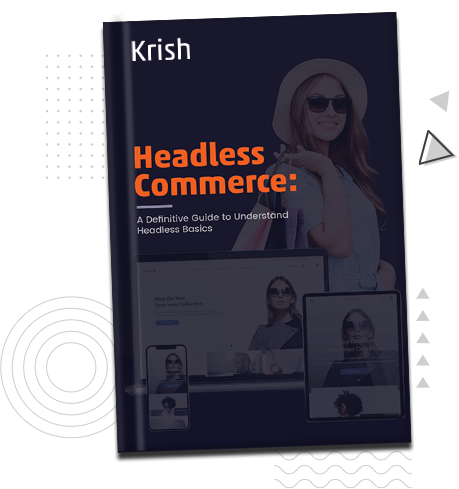 Krish
Headless
Commerce:
A Definitive Guide to Understand
Headless Basics